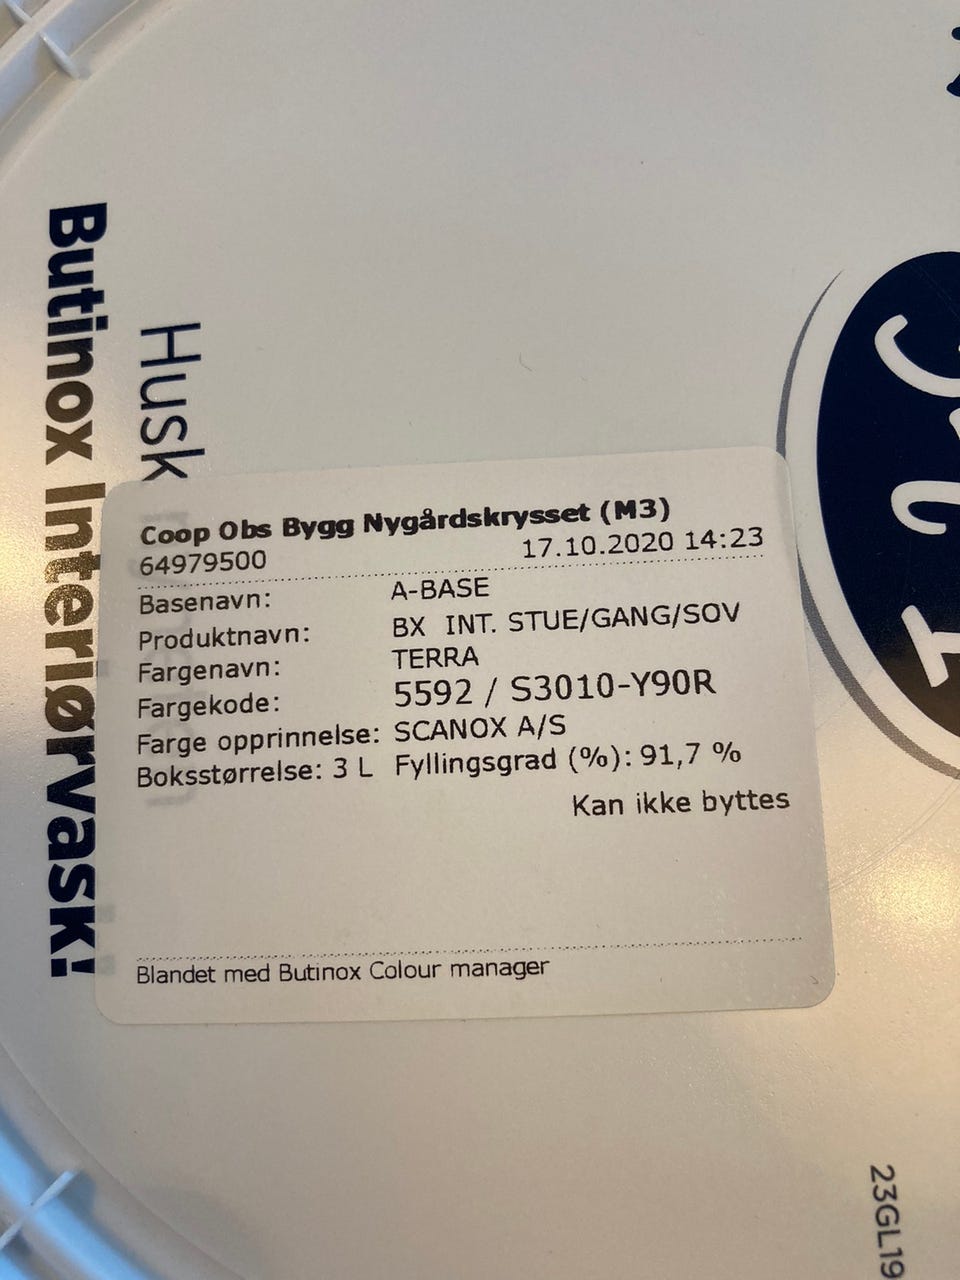 Butinox Interiørvask!
Husk
Coop Obs Bygg Nygårdskrysset (M3)
64979500 17.10.2020 14:23
Basenavn: A-BASE
Produktnavn: BX INT. STUE/GANG/SOV
Fargenavn: TERRA
Fargekode: 5592 / S3010-Y90R
Farge opprinnelse: SCANOX A/S
Boksstørrelse: 3 L Fyllingsgrad (%): 91,7 %
Kan ikke byttes
Blandet med Butinox Colour manager
23GL19